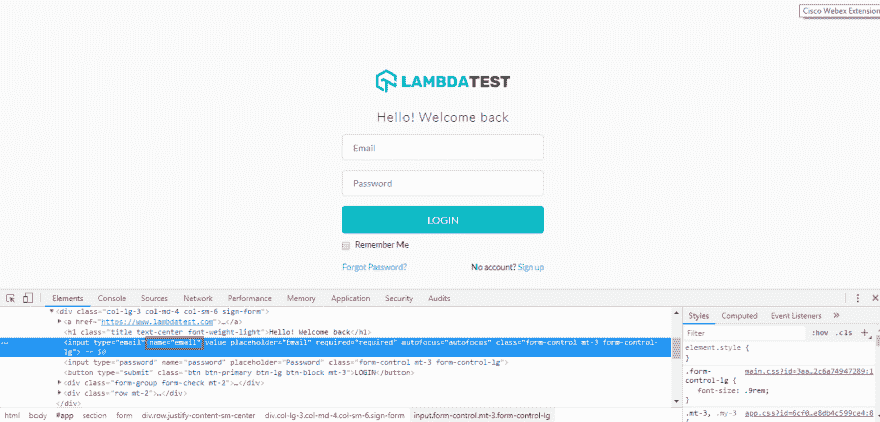 Cisco Webex Extension
LAMBDATEST
Hello! Welcome back
Email
Password
LOGIN
Remember Me
Forgot Password? No account? Sign up
Elements Console Sources Network Performance Memory Application Security Audits
<div class="col-lg-3 col-md-4 col-sm-6 sign-form">
<a href="https://www.lambdatest.com">…</a>
<h1 class="title text-center font-weight-light">Hello! Welcome back</h1>
<input type="email" name="email" value placeholder="Email" required="required" autofocus="autofocus" class="form-control mt-3 form-control-
lg"> == $0
<input type="password" name="password" placeholder="Password" class="form-control mt-3 form-control-lg">
<button type="submit" class="btn btn-primary btn-lg btn-block mt-3">LOGIN</button>
<div class="form-group form-check mt-2">…</div>
<div class="row mt-2">…</div>
</div>
html body #app section form div.row.justify-content-sm-center div.col-lg-3.col-md-4.col-sm-6.sign-form input.form-control.mt-3.form-control-lg
Styles Computed Event Listeners »
Filter :hov .cls +
element.style {
}
.form- main.css?id=3aa…2c6a74947289:1
control-lg {
font-size: .9rem;
}
.mt-3, .my-3 app.css?id=6cf0…e8db4c599ce4:8